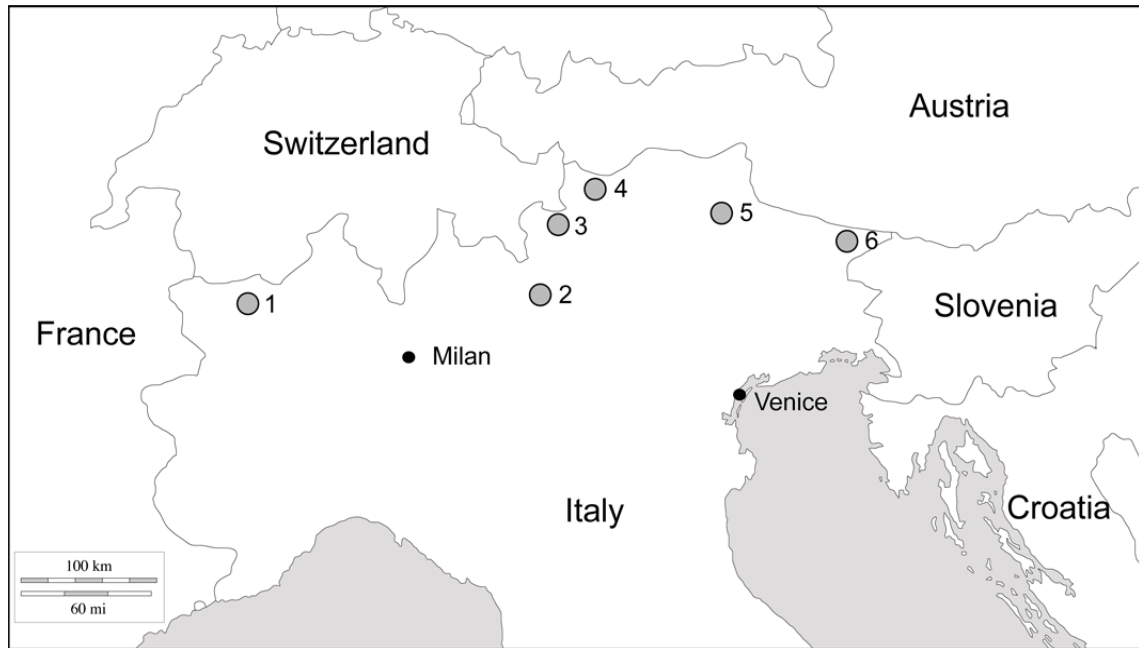 Austria
Switzerland
4
5
3
6
1
2
Slovenia
France
Milan
Venice
Italy
Croatia
100 km
60 mi